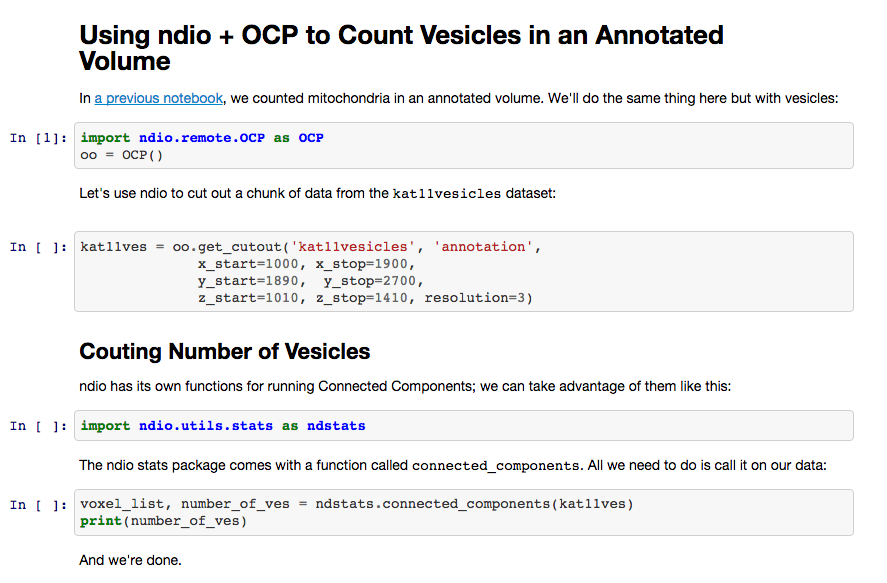 Using ndio + OCP to Count Vesicles in an Annotated
Volume
In a previous notebook, we counted mitochondria in an annotated volume. We'll do the same thing here but with vesicles:
In [1]: import ndio.remote.OCP as OCP
oo = OCP()
Let's use ndio to cut out a chunk of data from the kat11vesicles dataset:
In [ ]: kat11ves = oo.get_cutout('kat11vesicles', 'annotation',
x_start=1000, x_stop=1900,
y_start=1890,  y_stop=2700,
z_start=1010, z_stop=1410, resolution=3)
Couting Number of Vesicles
ndio has its own functions for running Connected Components; we can take advantage of them like this:
In [ ]: import ndio.utils.stats as ndstats
The ndio stats package comes with a function called connected_components. All we need to do is call it on our data:
In [ ]: voxel_list, number_of_ves = ndstats.connected_components(kat11ves)
print(number_of_ves)
And we're done.